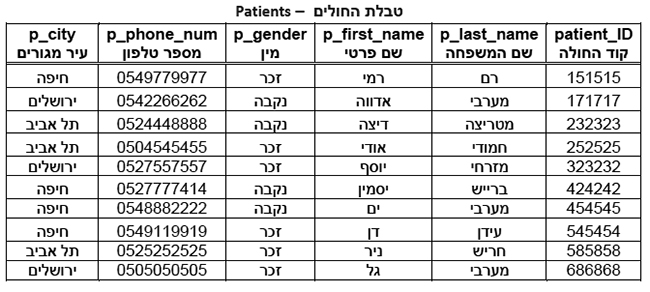 טבלת החולים – Patients
patient_ID p_last_name p_first_name p_gender p_phone_num p_city
קוד החולה שם המשפחה שם פרטי מין מספר טלפון עיר מגורים
151515 רם רמי זכר 0549779977 חיפה
171717 מערבי אדווה נקבה 0542266262 ירושלים
232323 מטריצה דיצה נקבה 0524448888 תל אביב
252525 חמודי אודי זכר 0504545455 תל אביב
323232 מזרחי יוסף זכר 0527557557 ירושלים
424242 ברייש יסמין נקבה 0527777414 חיפה
454545 מערבי ים נקבה 0548882222 חיפה
545454 עידן דן זכר 0549119919 חיפה
585858 חריש ניר זכר 0525252525 תל אביב
686868 מערבי גל זכר 0505050505 ירושלים